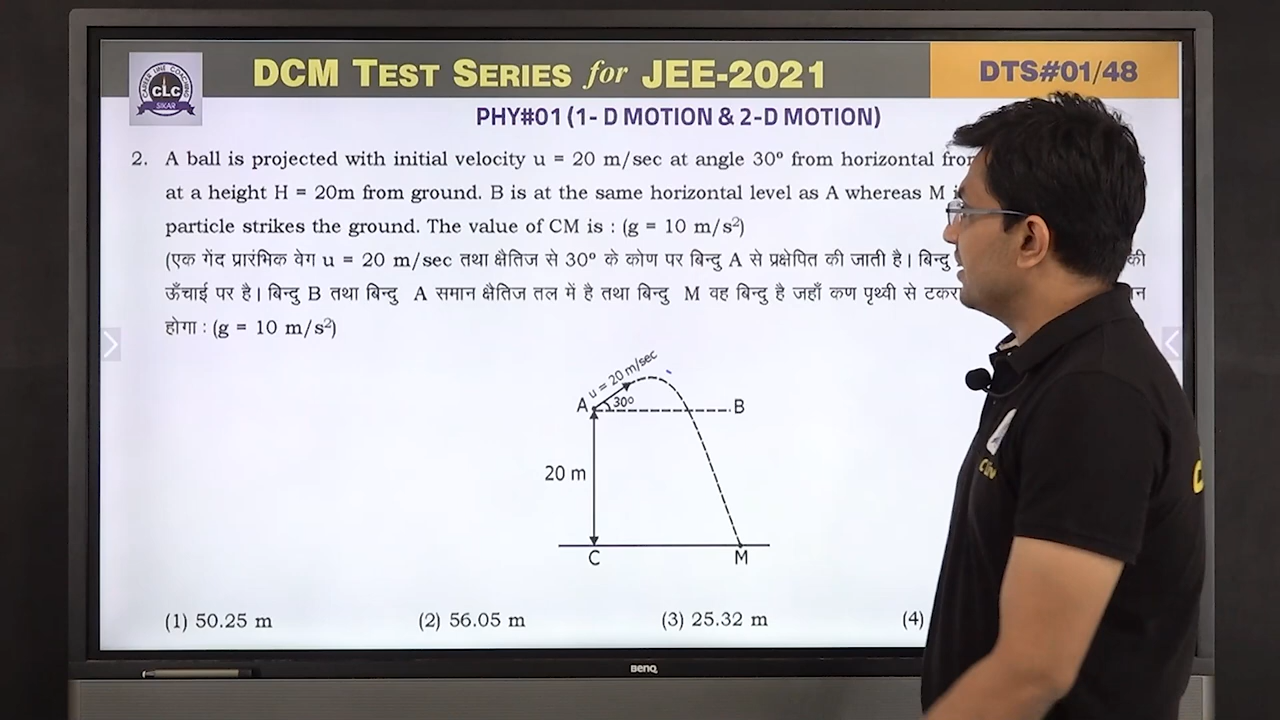 DCM TEST SERIES for JEE-2021
DTS#01/48
CAREER LINE COACHING
CLC
SIKAR
PHY#01 (1- D MOTION & 2-D MOTION)
2. A ball is projected with initial velocity u = 20 m/sec at angle 30° from horizontal
at a height H = 20m from ground. B is at the same horizontal level as A whereas M
particle strikes the ground. The value of CM is : (g = 10 m/s²)
(एक गेंद प्रारंभिक वेग u = 20 m/sec तथा क्षैतिज से 30° के कोण पर बिन्दु A से प्रक्षेपित की जाती है। बिन्दु की
ऊँचाई पर है। बिन्दु B तथा बिन्दु A समान क्षैतिज तल में है तथा बिन्दु M वह बिन्दु है जहाँ कण पृथ्वी से
होगा : (g = 10 m/s²)
u = 20 m/sec
A 30° B
20 m
C M
(1) 50.25 m (2) 56.05 m (3) 25.32 m (4)
BENQ